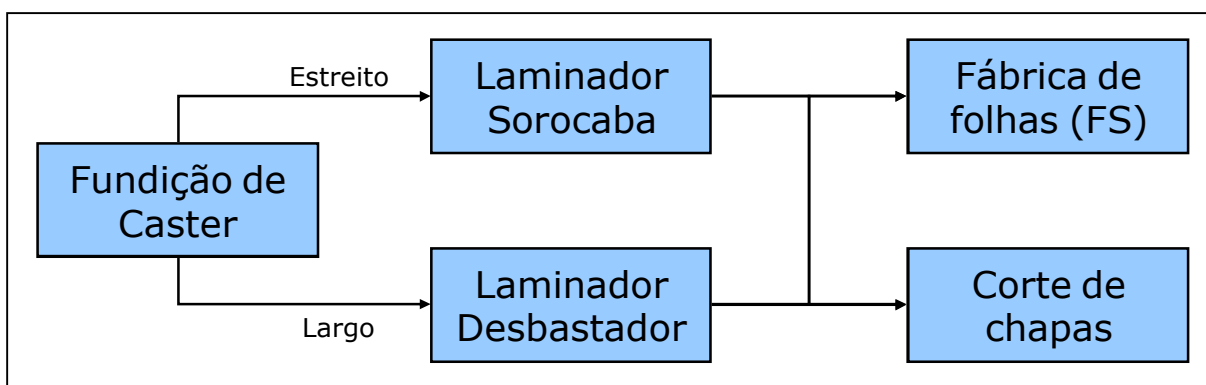 Fundição de
Caster
Estreito
Largo
Laminador
Sorocaba
Laminador
Desbastador
Fábrica de
folhas (FS)
Corte de
chapas